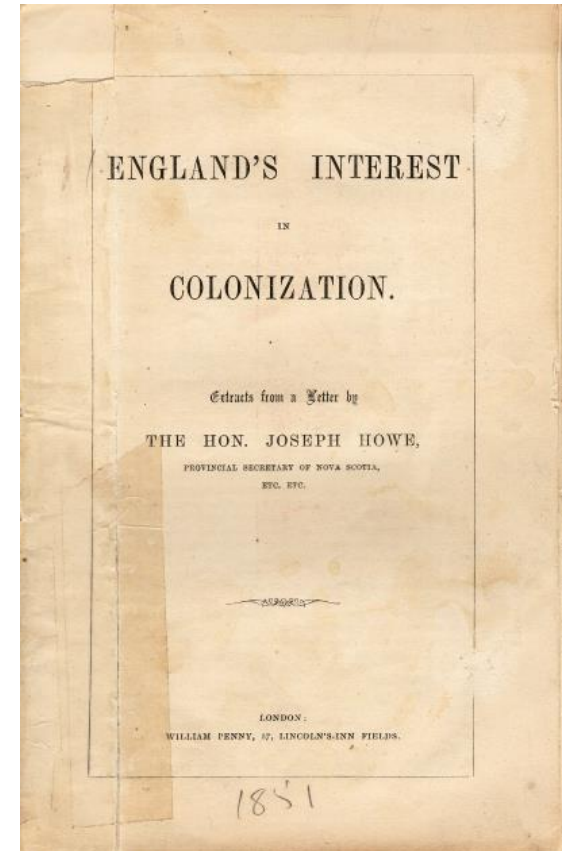 ENGLAND'S INTEREST
IN
COLONIZATION.
Extracts from a Letter by
THE HON. JOSEPH HOWE,
PROVINCIAL SECRETARY OF NOVA SCOTIA,
ETC. ETC.
LONDON:
WILLIAM PENNY, 57, LINCOLN'S-INN FIELDS.
1851